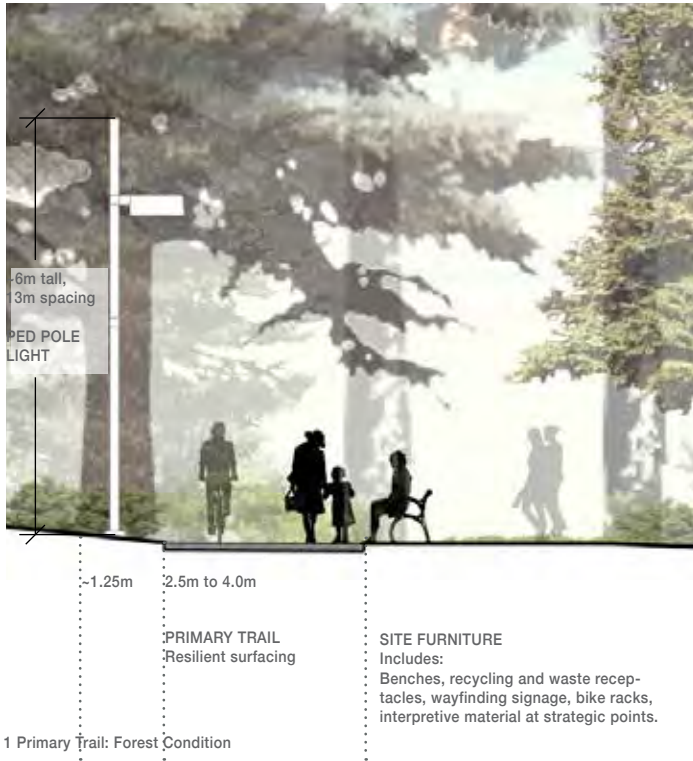 ~6m tall,
13m spacing
PED POLE
LIGHT
~1.25m
2.5m to 4.0m
PRIMARY TRAIL
Resilient surfacing
SITE FURNITURE
Includes:
Benches, recycling and waste recep-
tacles, wayfinding signage, bike racks,
interpretive material at strategic points.
1 Primary Trail: Forest Condition